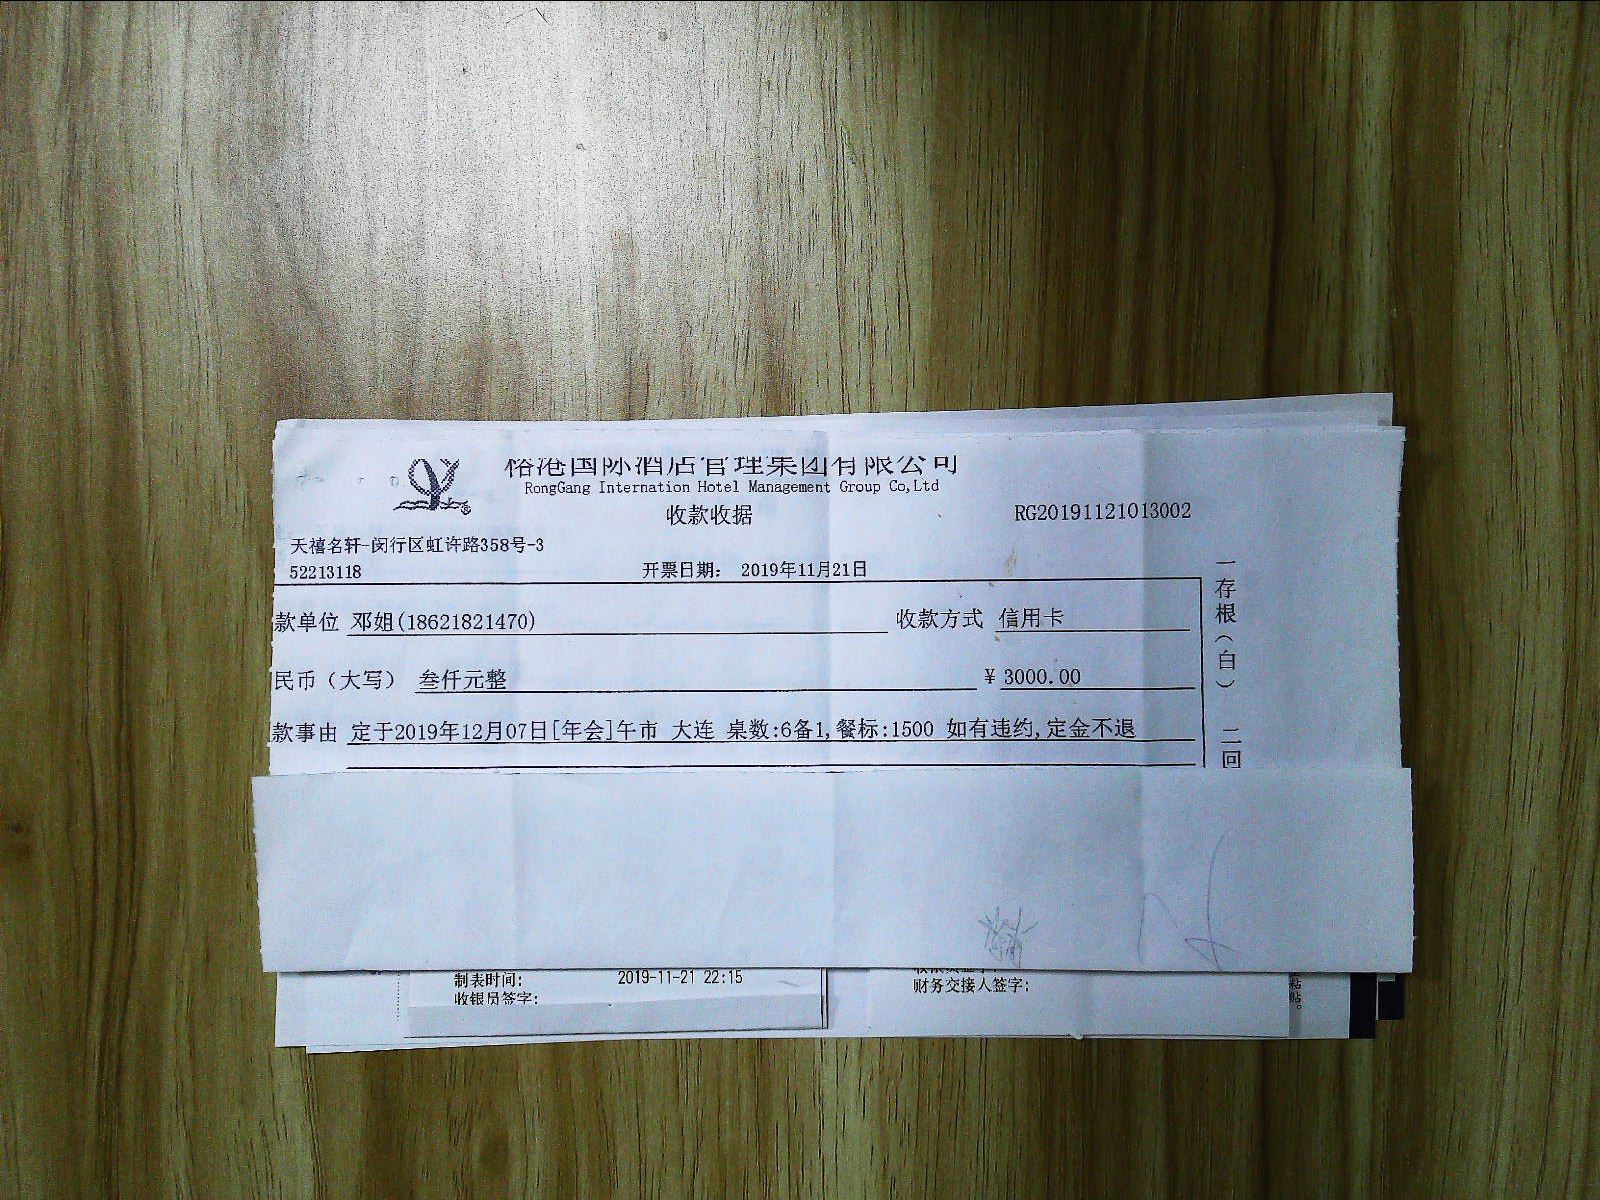 榕港国际酒店管理集团有限公司
RongGang Internation Hotel Management Group Co,Ltd
收款收据
RG20191121013002
天禧名轩-闵行区虹许路358号-3
52213118
开票日期： 2019年11月21日
款单位 邓姐(18621821470) 收款方式 信用卡
民币（大写） 叁仟元整 ¥ 3000.00
款事由 定于2019年12月07日[年会]午市 大连 桌数:6备1,餐标:1500 如有违约,定金不退
一存根（白） 二回
制表时间: 2019-11-21 22:15
收银员签字:
财务交接人签字:
粘贴。